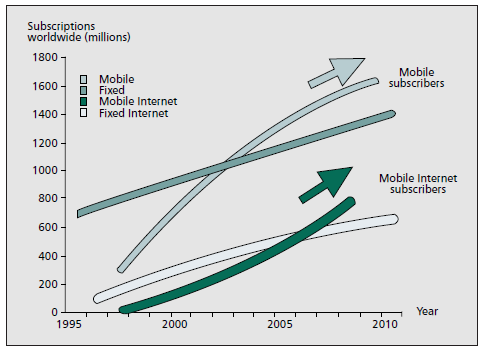 Subscriptions
worldwide (millions)
1800
1600
1400
1200
1000
800
600
400
200
0
Mobile
Fixed
Mobile Internet
Fixed Internet
Mobile
subscribers
Mobile Internet
subscribers
1995
2000
2005
2010
Year